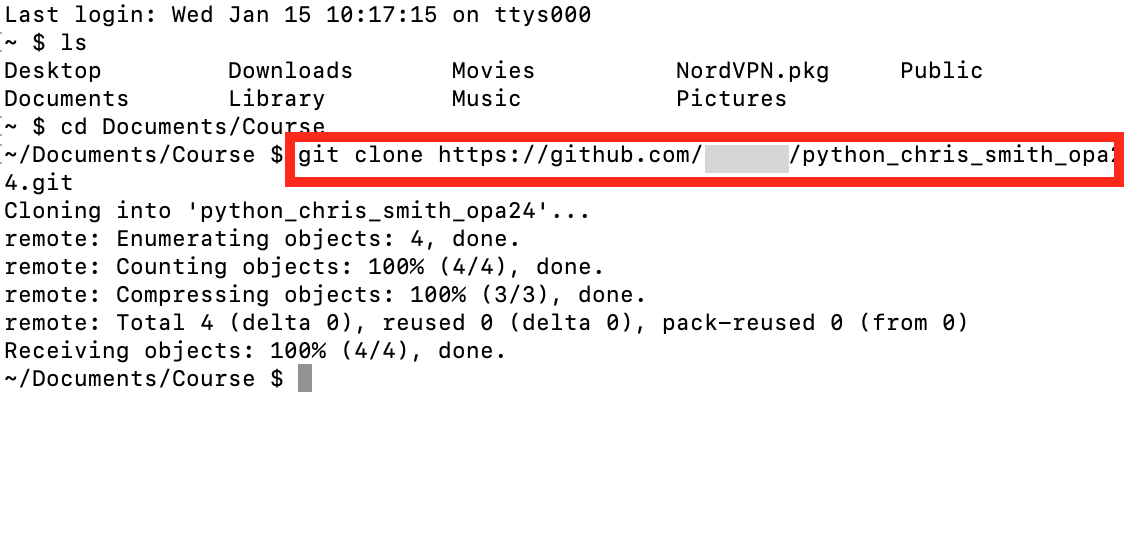 Last login: Wed Jan 15 10:17:15 on ttys000
~ $ ls
Desktop Downloads Movies NordVPN.pkg Public
Documents Library Music Pictures
~ $ cd Documents/Course
~/Documents/Course $ git clone https://github.com/ /python_chris_smith_opa2
4.git
Cloning into 'python_chris_smith_opa24'...
remote: Enumerating objects: 4, done.
remote: Counting objects: 100% (4/4), done.
remote: Compressing objects: 100% (3/3), done.
remote: Total 4 (delta 0), reused 0 (delta 0), pack-reused 0 (from 0)
Receiving objects: 100% (4/4), done.
~/Documents/Course $